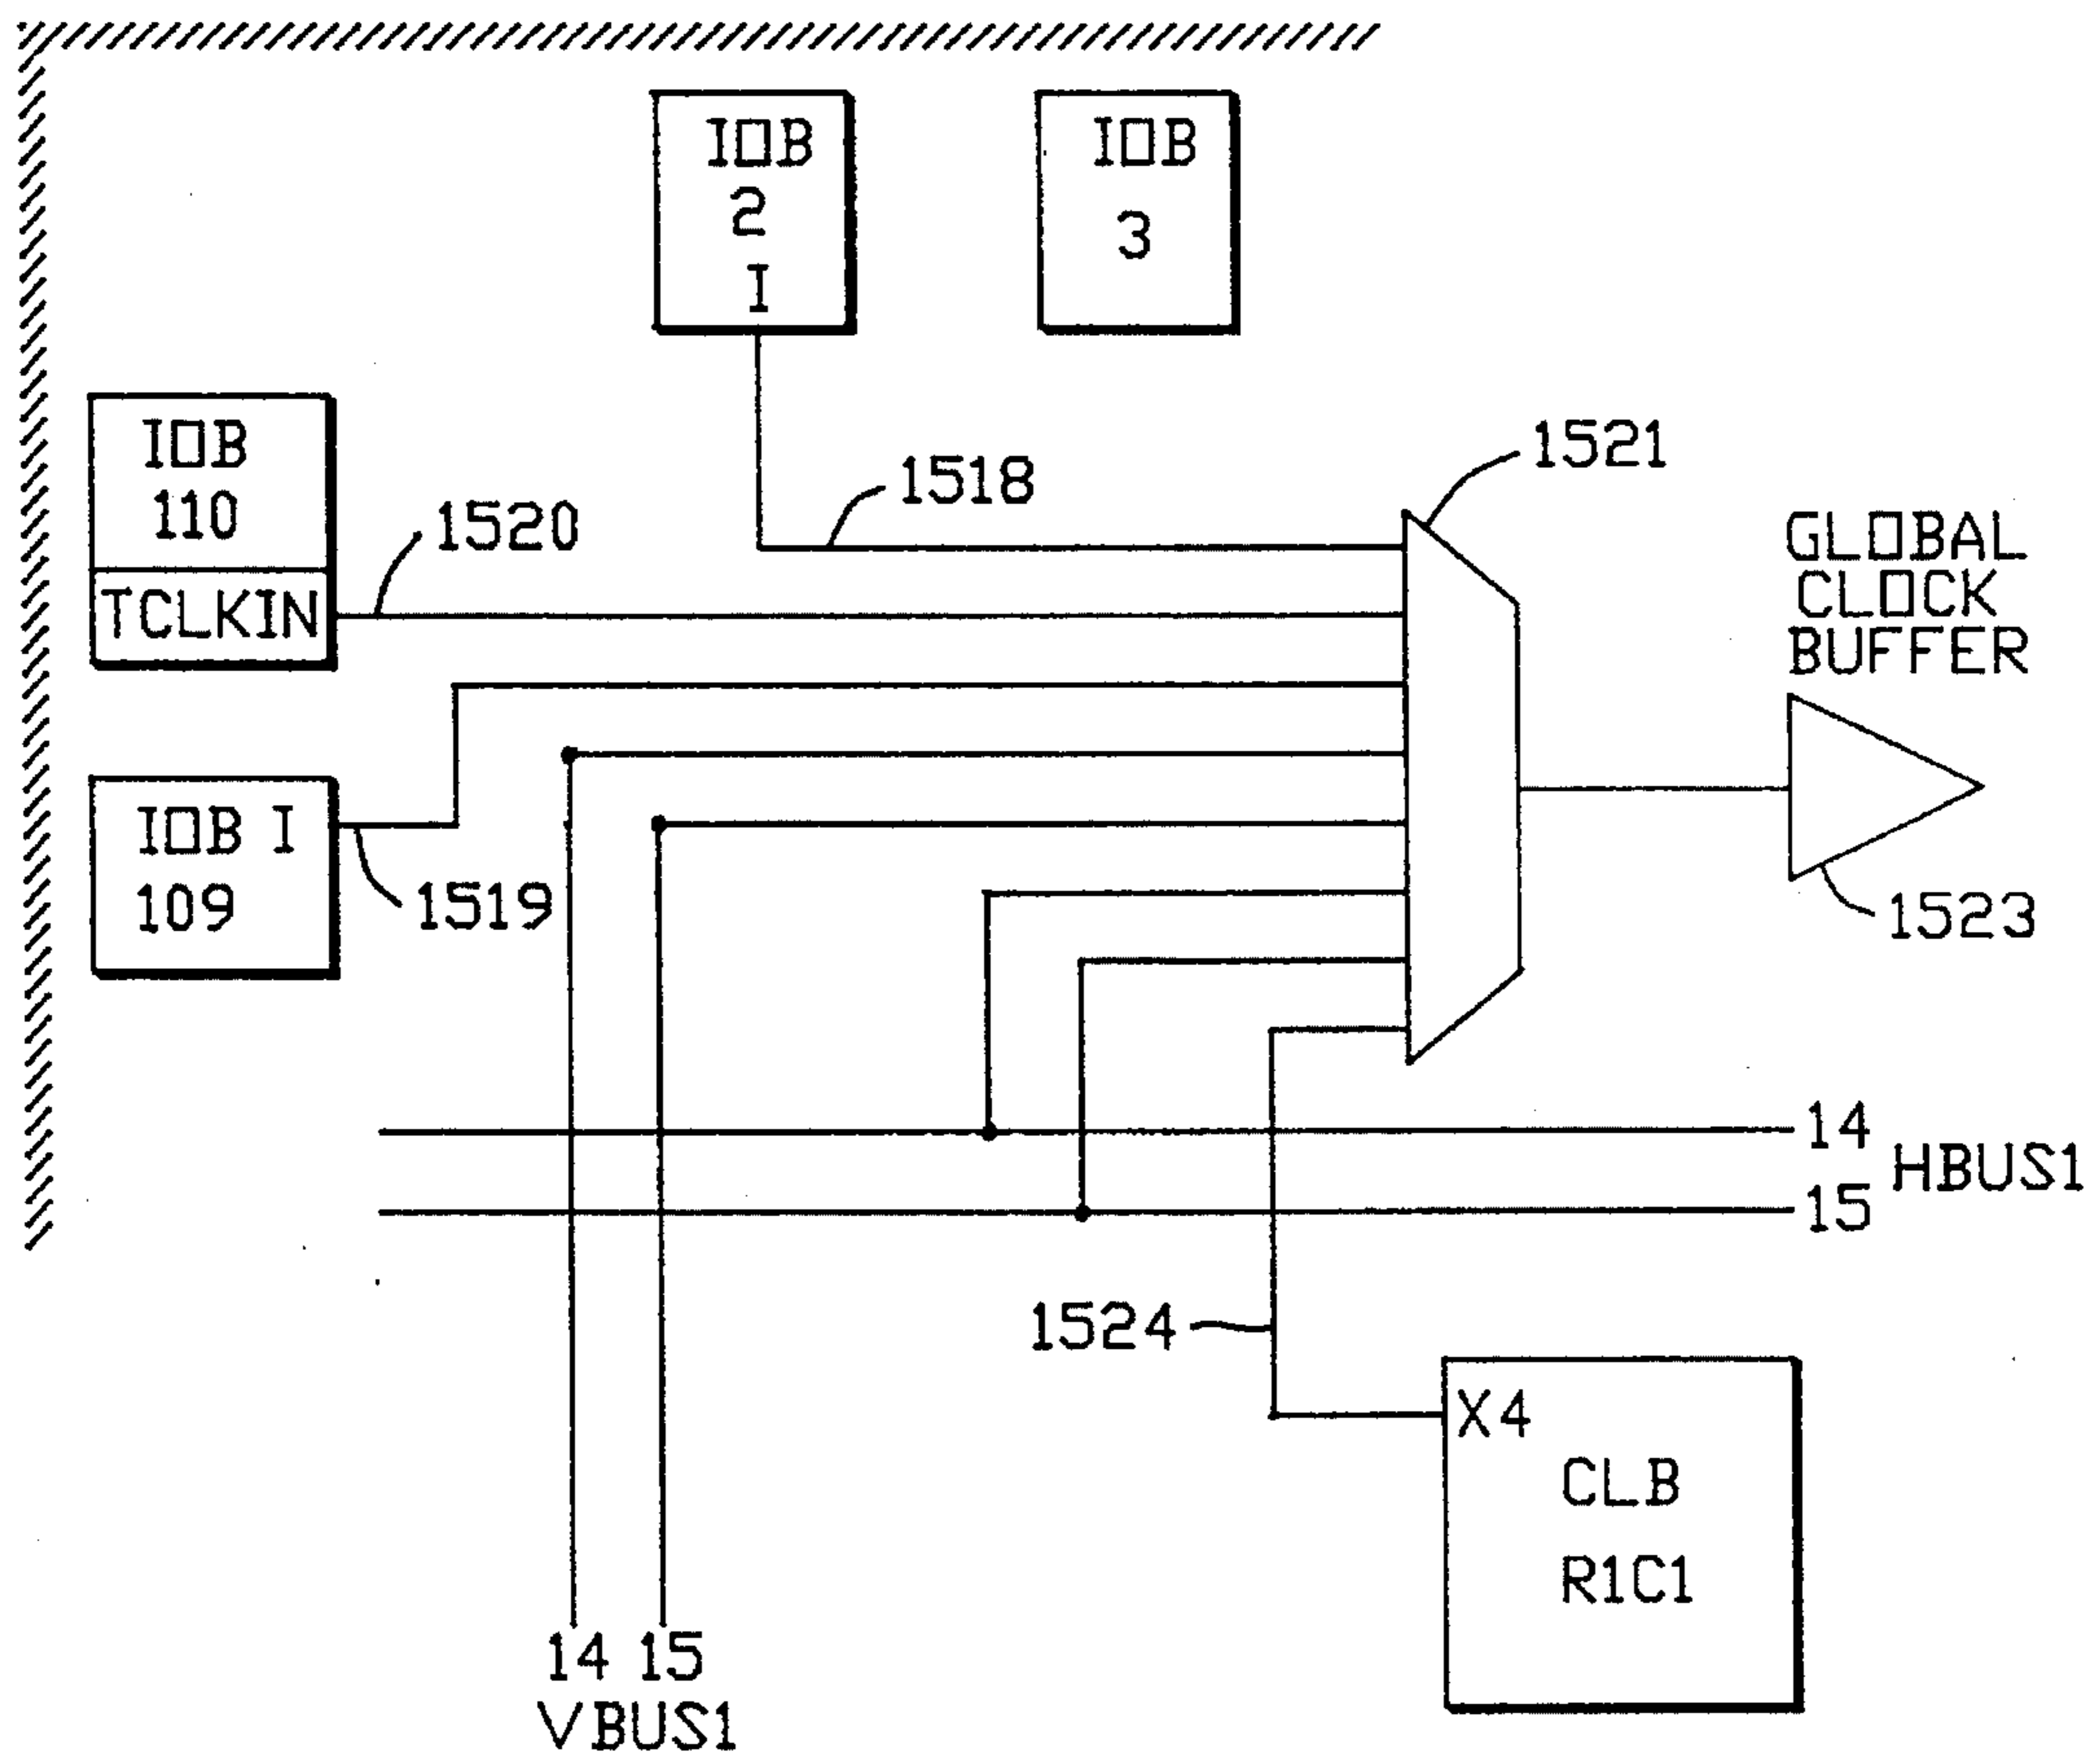 IOB
2
I
IOB
3
IOB
110
TCLKIN
1520
1518
1521
GLOBAL
CLOCK
BUFFER
IOB I
109
1519
1523
14
HBUS1
15
1524
X4
CLB
R1C1
14 15
VBUS1